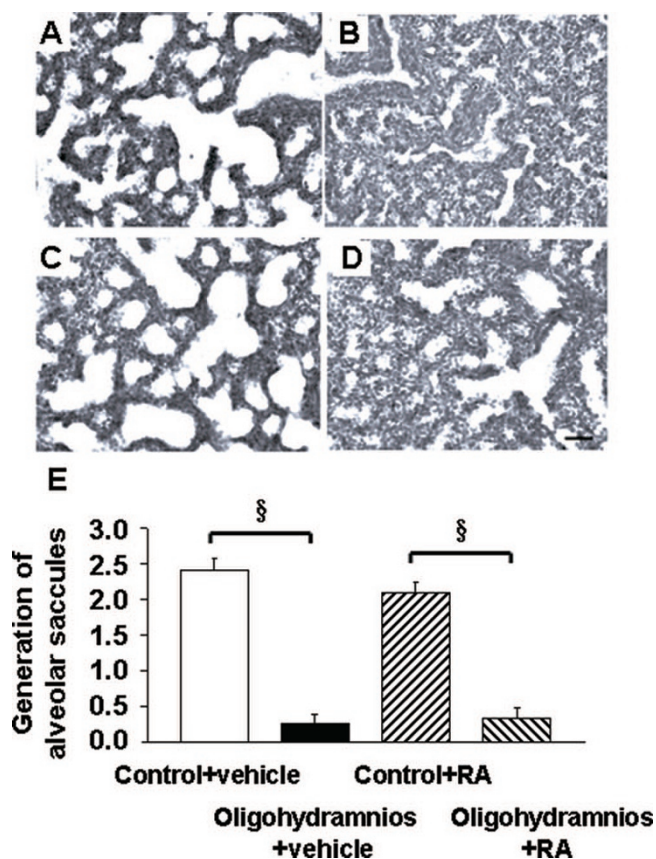 A
B
C
D
E
§
§
Generation of
alveolar saccules
3.0
2.5
2.0
1.5
1.0
0.5
0.0
Control+vehicle
Control+RA
Oligohydramnios
+vehicle
Oligohydramnios
+RA